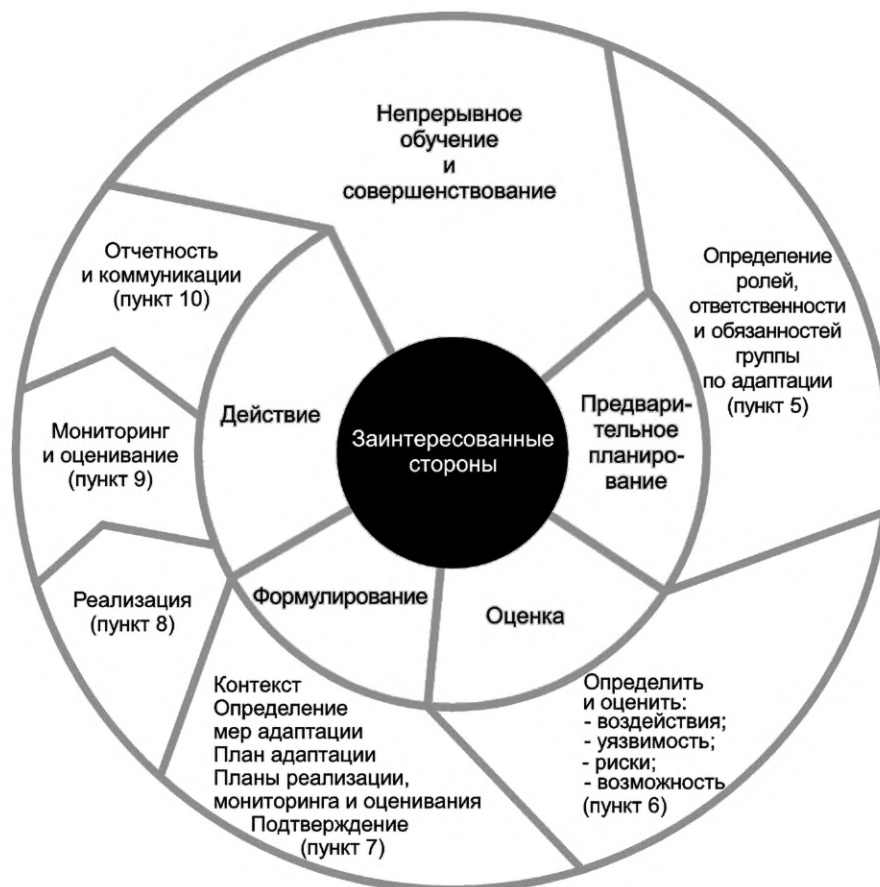 Непрерывное
обучение
и
совершенствование
Определение
ролей,
ответственности
и обязанностей
группы
по адаптации
(пункт 5)
Определить
и оценить:
- воздействия;
- уязвимость;
- риски;
- возможность
(пункт 6)
Контекст
Определение
мер адаптации
План адаптации
Планы реализации,
мониторинга и оценивания
Подтверждение
(пункт 7)
Реализация
(пункт 8)
Мониторинг
и оценивание
(пункт 9)
Отчетность
и коммуникации
(пункт 10)
Предвари-
тельное
планиро-
вание
Оценка
Формулирование
Действие
Заинтересованные
стороны